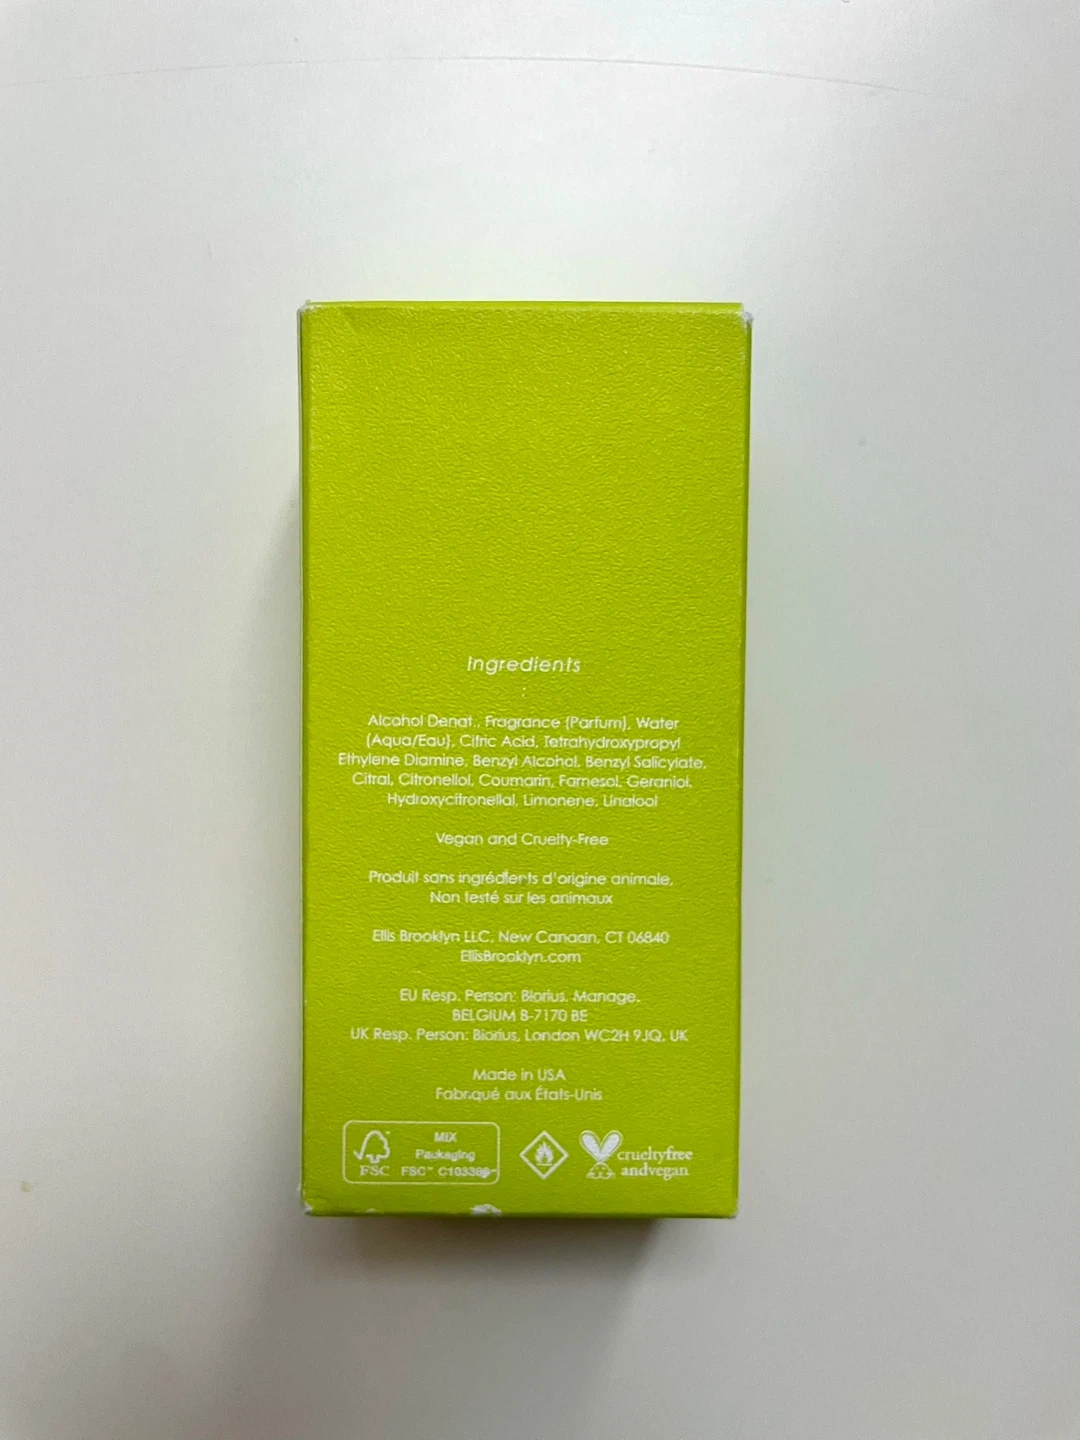 Ingredients
:
Alcohol Denat., Fragrance (Parfum), Water
(Aqua/Eau), Citric Acid, Tetrahydroxypropyl
Ethylene Diamine, Benzyl Alcohol, Benzyl Salicylate,
Citral, Citronellol, Coumarin, Farnesol, Geraniol,
Hydroxycitronellal, Limonene, Linalool
Vegan and Cruelty-Free
Produit sans ingrédients d'origine animale,
Non testé sur les animaux
Ellis Brooklyn LLC, New Canaan, CT 06840
EllisBrooklyn.com
EU Resp. Person: Biorius. Manage.
BELGIUM B-7170 BE
UK Resp. Person: Biorius, London WC2H 9JQ, UK
Made in USA
Fabriqué aux États-Unis
FSC
MIX
Packaging
FSC™
crueltyfree
andvegan